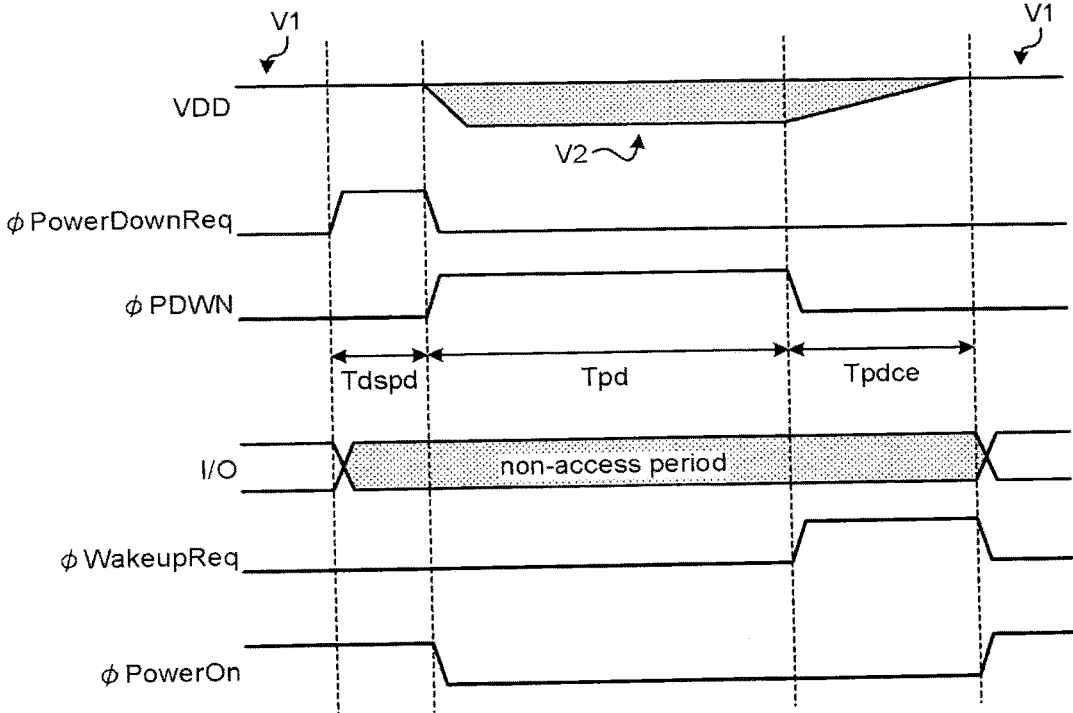 V1
V1
VDD
V2
φ PowerDownReq
φ PDWN
Tdspd
Tpd
Tpdce
I/O
non-access period
φ WakeupReq
φ PowerOn